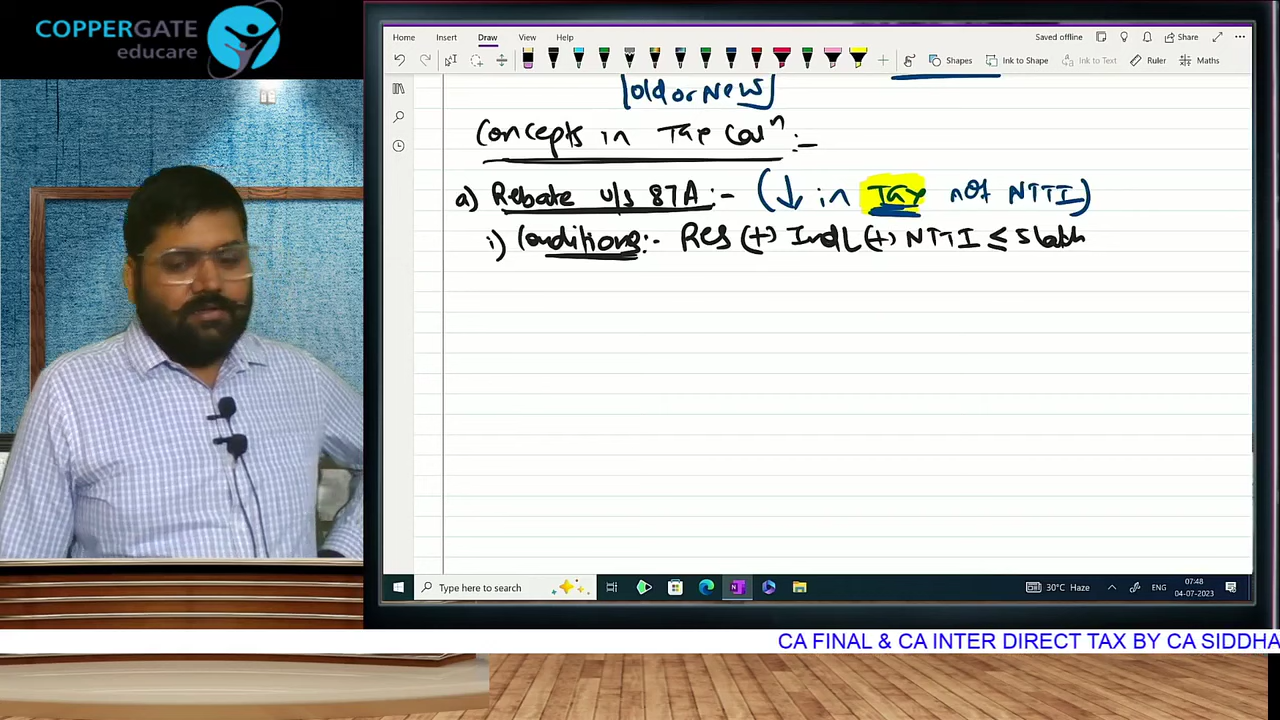 COPPERGATE
educare
Home Insert Draw View Help
Saved offline
Share
Shapes Ink to Shape Ink to Text Ruler Maths
[old or New]
Concepts in Tax Calⁿ :-
a) Rebate u/s 87A :- (↓ in Tax not NTTI)
i) Conditions :- Res (+) Indl (+) NTTI ≤ 5 lakh
Type here to search
30°C Haze
ENG
07:48
04-07-2023
CA FINAL & CA INTER DIRECT TAX BY CA SIDDHA